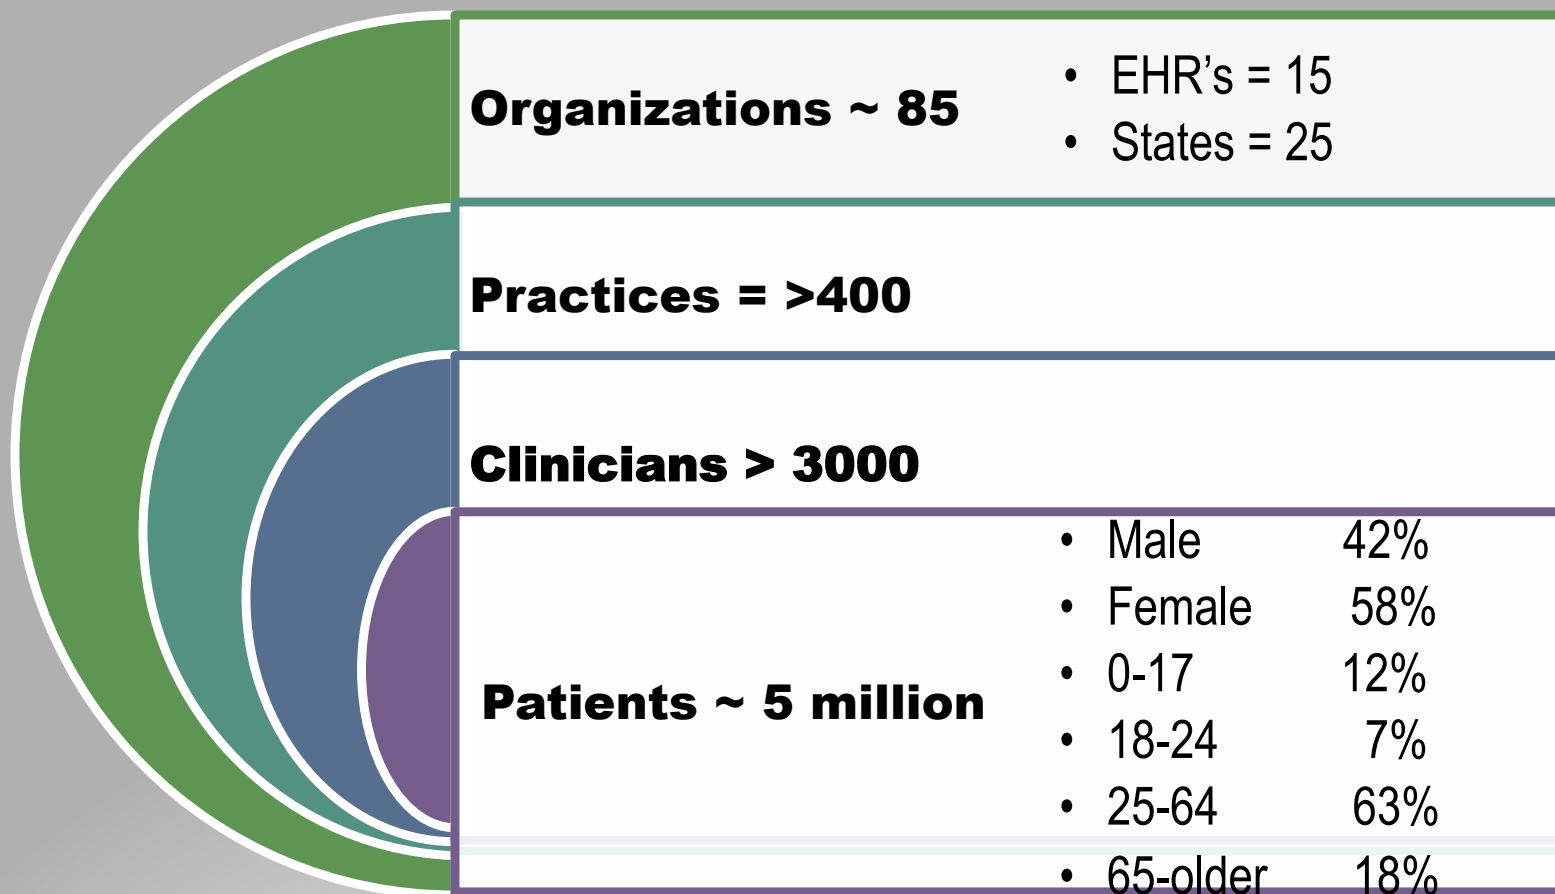 Organizations ~ 85
• EHR’s = 15
• States = 25
Practices = >400
Clinicians > 3000
Patients ~ 5 million
• Male 42%
• Female 58%
• 0-17 12%
• 18-24 7%
• 25-64 63%
• 65-older 18%